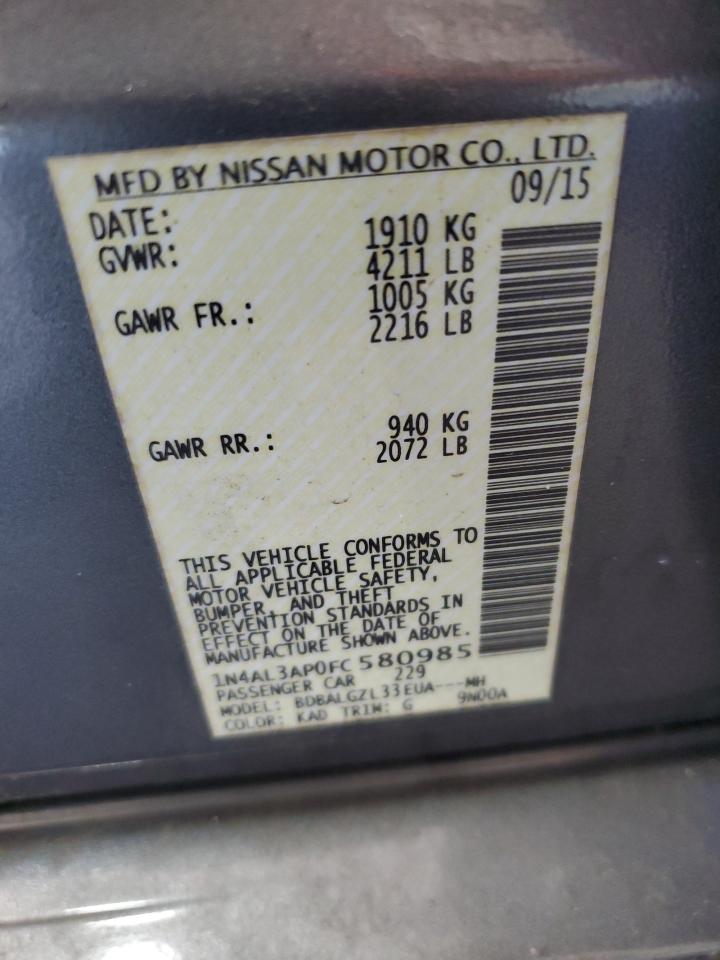 MFD BY NISSAN MOTOR CO., LTD.
DATE: 09/15
GVWR: 1910 KG
4211 LB
GAWR FR.: 1005 KG
2216 LB
GAWR RR.: 940 KG
2072 LB
THIS VEHICLE CONFORMS TO
ALL APPLICABLE FEDERAL
MOTOR VEHICLE SAFETY,
BUMPER, AND THEFT
PREVENTION STANDARDS IN
EFFECT ON THE DATE OF
MANUFACTURE SHOWN ABOVE.
1N4AL3AP0FC580985
PASSENGER CAR 229
MODEL: BDBALGZL33EUA---MH
COLOR: KAD TRIM: G 9N00A